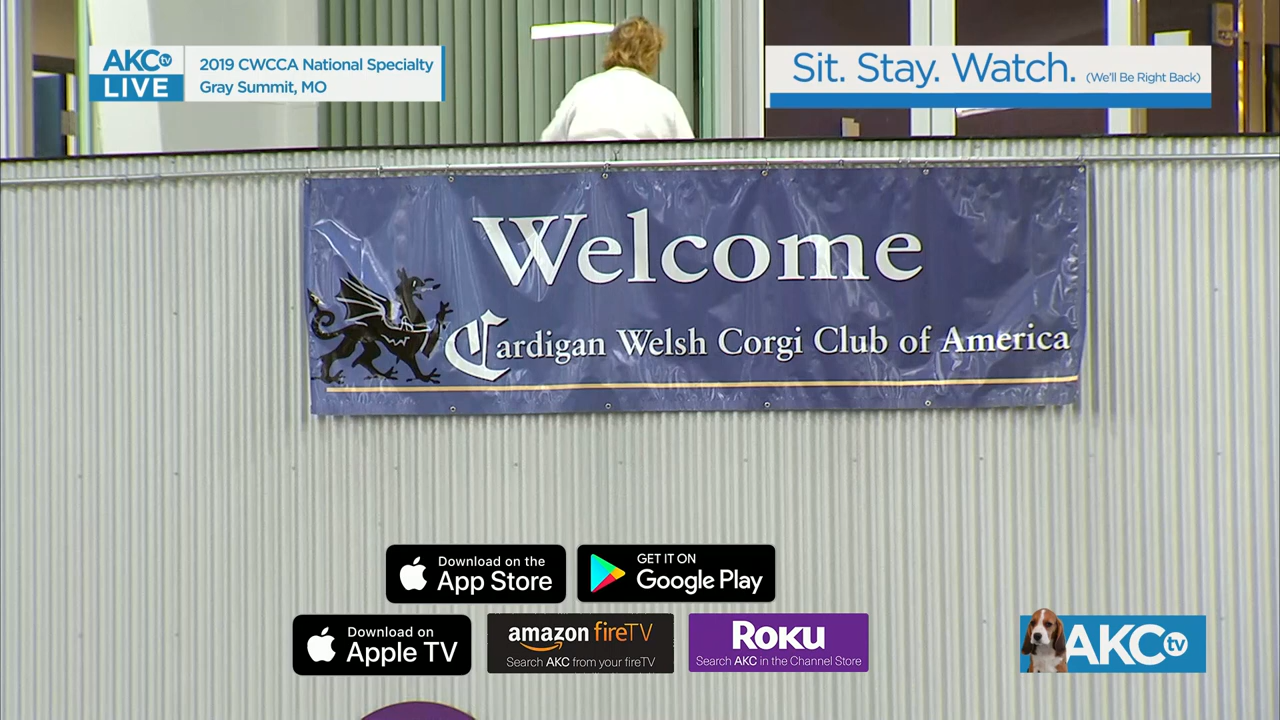 AKC tv
LIVE
2019 CWCCA National Specialty
Gray Summit, MO
Sit. Stay. Watch. (We'll Be Right Back)
Welcome
Cardigan Welsh Corgi Club of America
Download on the
App Store
GET IT ON
Google Play
Download on
Apple TV
amazon fireTV
Search AKC from your fireTV
ROKU
Search AKC in the Channel Store
AKC tv